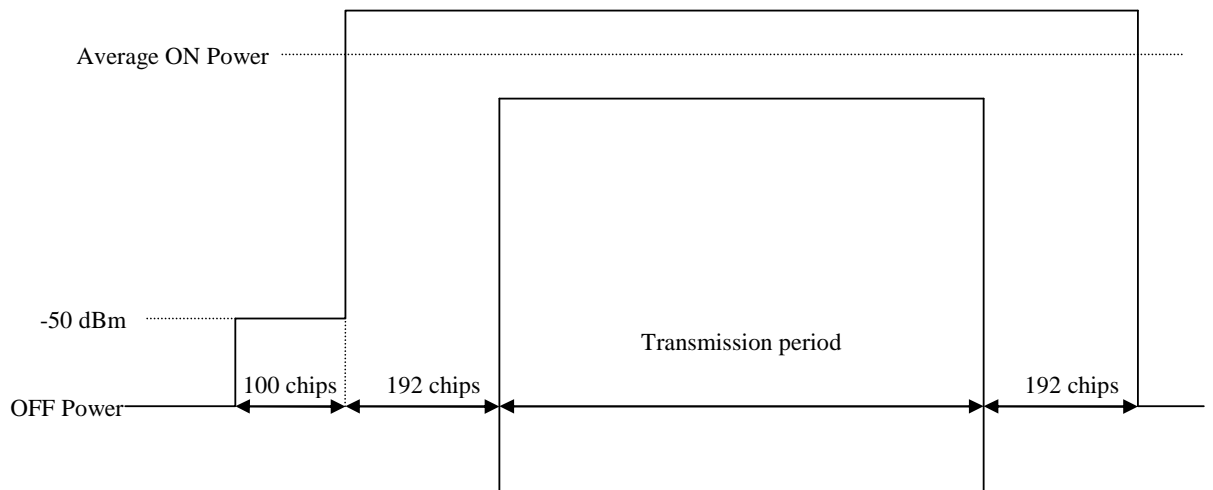 Average ON Power
-50 dBm
Transmission period
100 chips
192 chips
192 chips
OFF Power